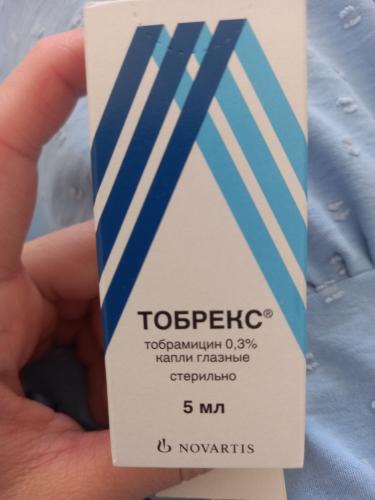 ТОБРЕКС®
тобрамицин 0,3%
капли глазные
стерильно
5 мл
NOVARTIS